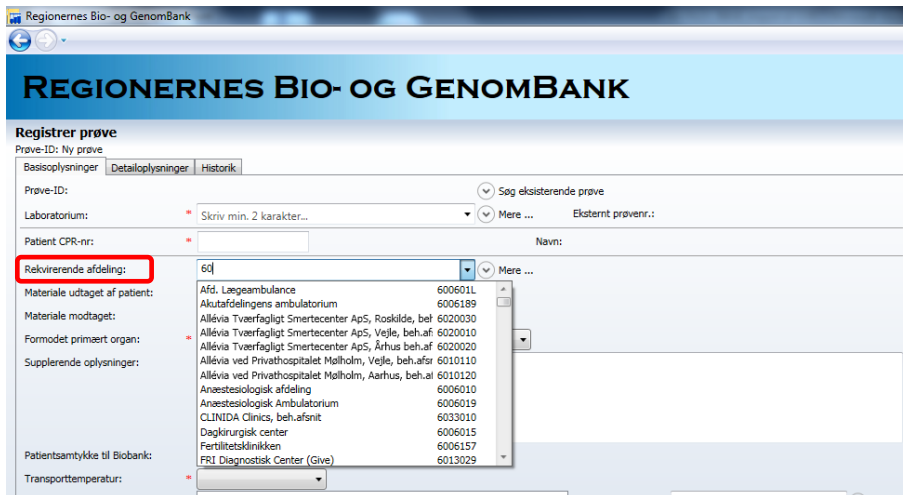 Regionernes Bio- og GenomBank
REGIONERNES BIO- OG GENOMBANK
Registrer prøve
Prøve-ID: Ny prøve
Basisoplysninger Detailoplysninger Historik
Prøve-ID: Søg eksisterende prøve
Laboratorium: * Skriv min. 2 karakter... Mere ... Eksternt prøvenr.:
Patient CPR-nr: * Navn:
Rekvirerende afdeling: 60 Mere ...
Materiale udtaget af patient: Afd. Lægeambulance 600601L
Akutafdelingens ambulatorium 6006189
Materiale modtaget: Allévia Tværfagligt Smertecenter ApS, Roskilde, beh 6020030
Allévia Tværfagligt Smertecenter ApS, Vejle, beh.af: 6020010
Formodet primært organ: * Allévia Tværfagligt Smertecenter ApS, Århus beh.af 6020020
Supplerende oplysninger: Allévia ved Privathospitalet Mølholm, Vejle, beh.afsr 6010110
Allévia ved Privathospitalet Mølholm, Aarhus, beh.al 6010120
Anæstesiologisk afdeling 6006010
Anæstesiologisk Ambulatorium 6006019
CLINIDA Clinics, beh.afsnit 6033010
Dagkirurgisk center 6006015
Fertilitetsklinikken 6006157
Patientsamtykke til Biobank: FRI Diagnostisk Center (Give) 6013029
Transporttemperatur: *